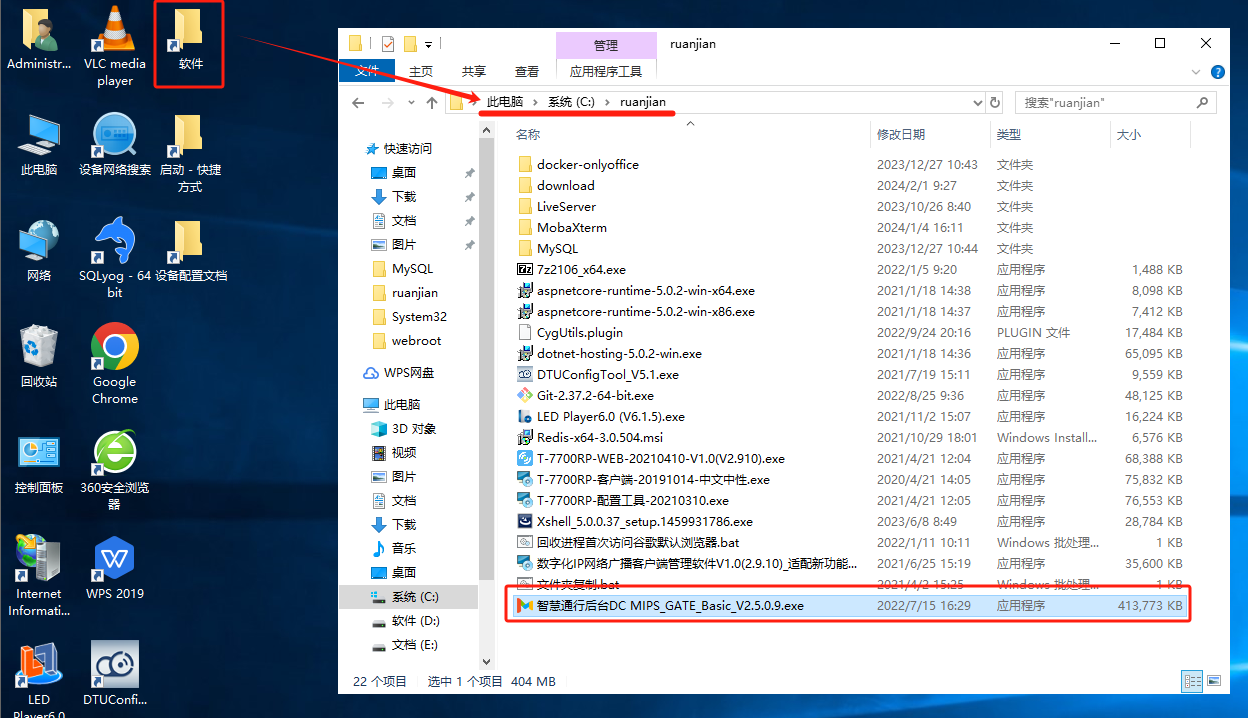 Administr...
VLC media
player
软件
此电脑
设备网络搜索
启动 - 快捷
方式
网络
SQLyog - 64
bit
设备配置文档
回收站
Google
Chrome
控制面板
360安全浏览
器
Internet
Informati...
WPS 2019
LED
Player6.0
DTUConfi...
管理
ruanjian
文件
主页
共享
查看
应用程序工具
此电脑 › 系统 (C:) › ruanjian
搜索"ruanjian"
快速访问
桌面
下载
文档
图片
MySQL
ruanjian
System32
webroot
WPS网盘
此电脑
3D 对象
视频
图片
文档
下载
音乐
桌面
系统 (C:)
软件 (D:)
文档 (E:)
名称 修改日期 类型 大小
docker-onlyoffice 2023/12/27 10:43 文件夹
download 2024/2/1 9:27 文件夹
LiveServer 2023/10/26 8:40 文件夹
MobaXterm 2024/1/4 16:11 文件夹
MySQL 2023/12/27 10:44 文件夹
7z2106_x64.exe 2022/1/5 9:20 应用程序 1,488 KB
aspnetcore-runtime-5.0.2-win-x64.exe 2021/1/18 14:38 应用程序 8,098 KB
aspnetcore-runtime-5.0.2-win-x86.exe 2021/1/18 14:37 应用程序 7,412 KB
CygUtils.plugin 2022/9/24 20:16 PLUGIN 文件 17,484 KB
dotnet-hosting-5.0.2-win.exe 2021/1/18 14:36 应用程序 65,095 KB
DTUConfigTool_V5.1.exe 2021/7/19 15:11 应用程序 9,559 KB
Git-2.37.2-64-bit.exe 2022/8/25 9:36 应用程序 48,125 KB
LED Player6.0 (V6.1.5).exe 2021/11/2 15:07 应用程序 16,224 KB
Redis-x64-3.0.504.msi 2021/10/29 18:01 Windows Install... 6,576 KB
T-7700RP-WEB-20210410-V1.0(V2.910).exe 2021/4/21 12:04 应用程序 68,388 KB
T-7700RP-客户端-20191014-中文中性.exe 2020/4/21 14:05 应用程序 75,832 KB
T-7700RP-配置工具-20210310.exe 2021/4/21 12:05 应用程序 76,553 KB
Xshell_5.0.0.37_setup.1459931786.exe 2023/6/8 8:49 应用程序 28,784 KB
回收进程首次访问谷歌默认浏览器.bat 2022/1/11 10:11 Windows 批处理... 1 KB
数字化IP网络广播客户端管理软件V1.0(2.9.10)_适配新功能... 2021/6/25 15:19 应用程序 35,600 KB
文件夹复制.bat 2021/4/2 15:25 Windows 批处理... 1 KB
智慧通行后台DC MIPS_GATE_Basic_V2.5.0.9.exe 2022/7/15 16:29 应用程序 413,773 KB
22 个项目 选中 1 个项目 404 MB